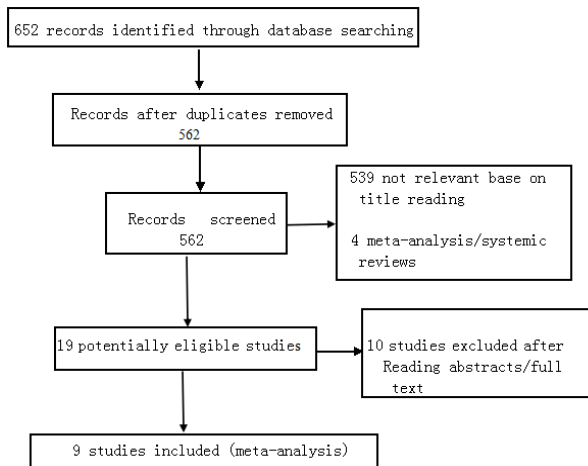 652 records identified through database searching
Records after duplicates removed
562
539 not relevant base on
title reading
4 meta-analysis/systemic
reviews
Records screened
562
19 potentially eligible studies
10 studies excluded after
Reading abstracts/full
text
9 studies included (meta-analysis)